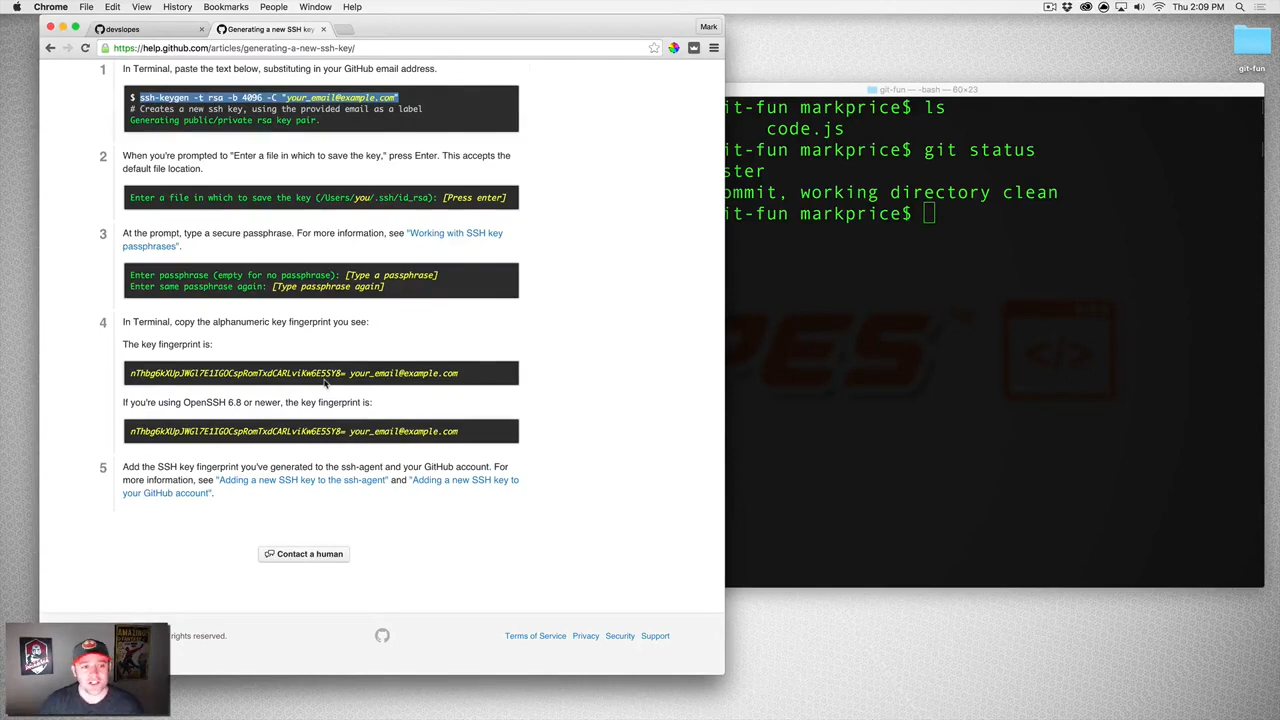 Chrome File Edit View History Bookmarks People Window Help
Thu 2:09 PM
devslopes
Generating a new SSH key
Mark
https://help.github.com/articles/generating-a-new-ssh-key/
git-fun
1 In Terminal, paste the text below, substituting in your GitHub email address.
$ ssh-keygen -t rsa -b 4096 -C "your_email@example.com"
# Creates a new ssh key, using the provided email as a label
Generating public/private rsa key pair.
2 When you're prompted to "Enter a file in which to save the key," press Enter. This accepts the
default file location.
Enter a file in which to save the key (/Users/you/.ssh/id_rsa): [Press enter]
3 At the prompt, type a secure passphrase. For more information, see "Working with SSH key
passphrases".
Enter passphrase (empty for no passphrase): [Type a passphrase]
Enter same passphrase again: [Type passphrase again]
4 In Terminal, copy the alphanumeric key fingerprint you see:
The key fingerprint is:
nThbg6kXUpJWGl7E1IGOCspRomTxdCARLviKw6E5SY8= your_email@example.com
If you're using OpenSSH 6.8 or newer, the key fingerprint is:
nThbg6kXUpJWGl7E1IGOCspRomTxdCARLviKw6E5SY8= your_email@example.com
5 Add the SSH key fingerprint you've generated to the ssh-agent and your GitHub account. For
more information, see "Adding a new SSH key to the ssh-agent" and "Adding a new SSH key to
your GitHub account".
Contact a human
rights reserved.
Terms of Service Privacy Security Support
git-fun — -bash — 60×23
it-fun markprice$ ls
code.js
it-fun markprice$ git status
ster
ommit, working directory clean
it-fun markprice$
PES™
AMAZING